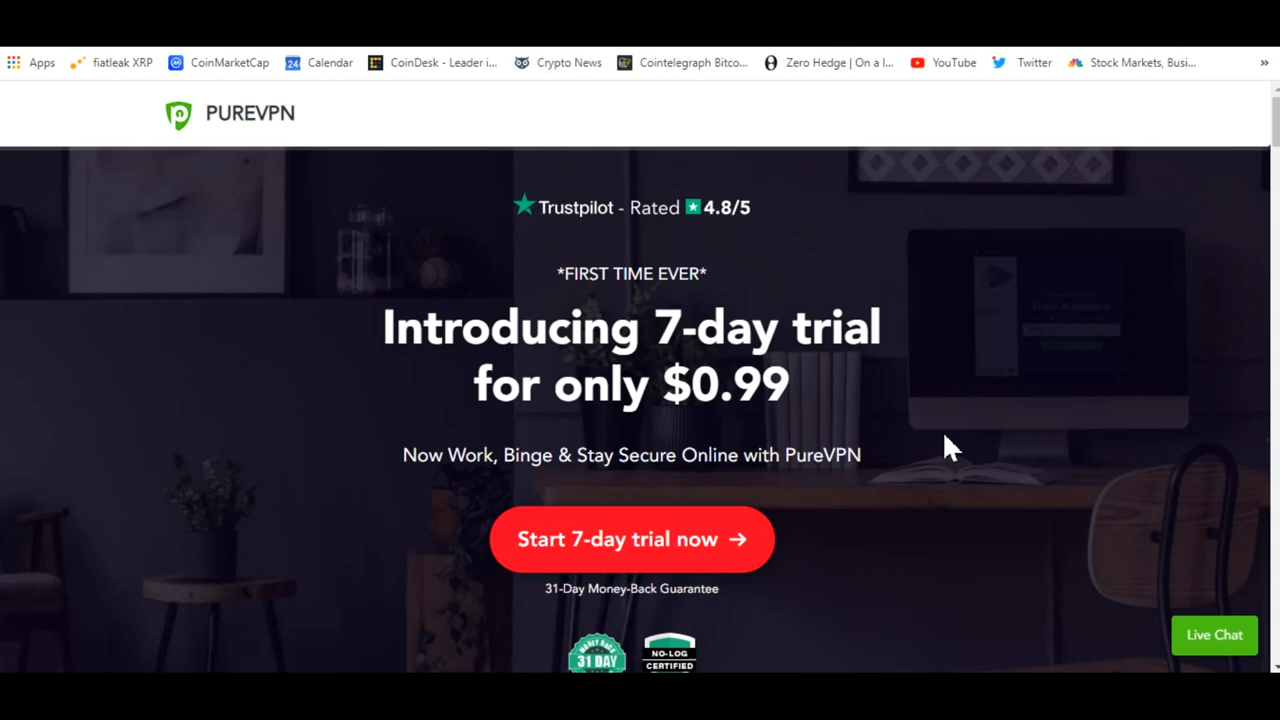 Apps fiatleak XRP CoinMarketCap 24 Calendar CoinDesk - Leader i... Crypto News Cointelegraph Bitco... Zero Hedge | On a l... YouTube Twitter Stock Markets, Busi... »
PUREVPN
Trustpilot - Rated 4.8/5
*FIRST TIME EVER*
Introducing 7-day trial
for only $0.99
Now Work, Binge & Stay Secure Online with PureVPN
Start 7-day trial now →
31-Day Money-Back Guarantee
Live Chat
MONEY BACK
31 DAY
NO-LOG
CERTIFIED